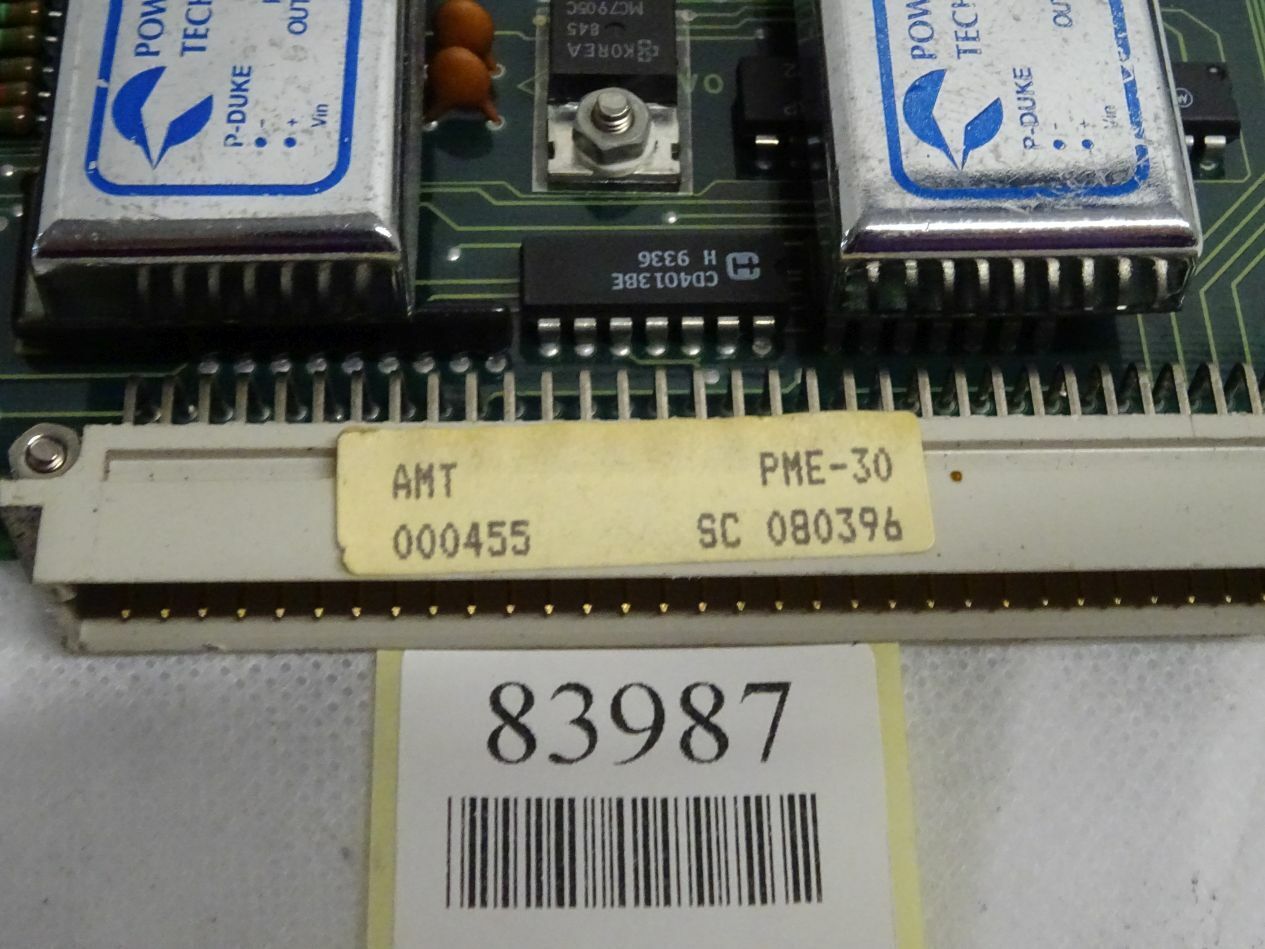 POW
TECH
OUT
P-DUKE
-
+
Vin
MC7905C
845
KOREA
POW
TECH
OU
P-DUKE
-
+
Vin
CD4013BE
H 9336
AMT PME-30
000455 SC 080396
83987